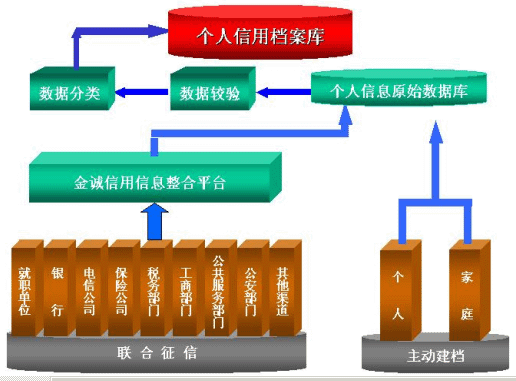 个人信用档案库
数据分类
数据较验
个人信息原始数据库
金诚信用信息整合平台
就职单位
银行
电信公司
保险公司
税务部门
工商部门
公共服务部门
公安部门
其他渠道
个人
家庭
联合征信
主动建档